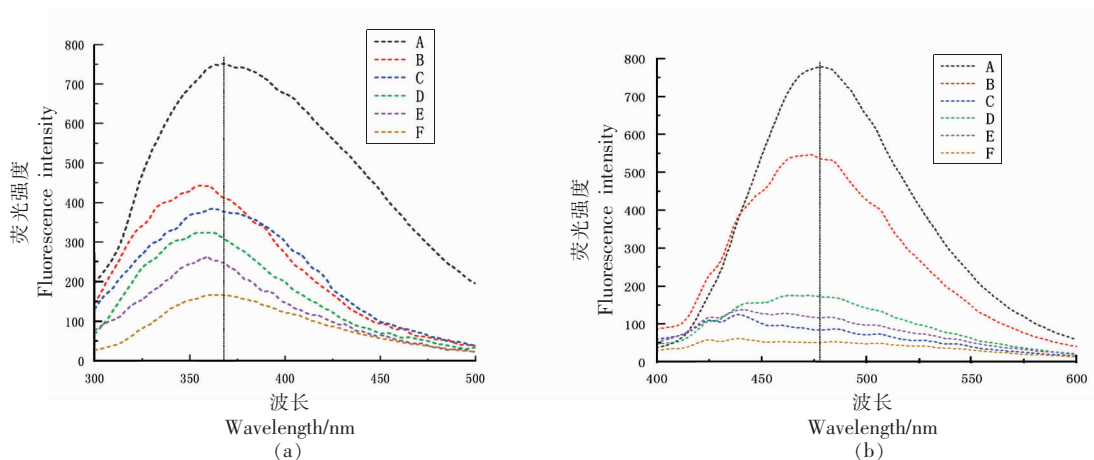 800
700
600
500
400
300
200
100
0
300
350
400
450
500
荧光强度
Fluorescence intensity
波长
Wavelength/nm
(a)
A
B
C
D
E
F
800
700
600
500
400
300
200
100
0
400
450
500
550
600
荧光强度
Fluorescence intensity
波长
Wavelength/nm
(b)
A
B
C
D
E
F